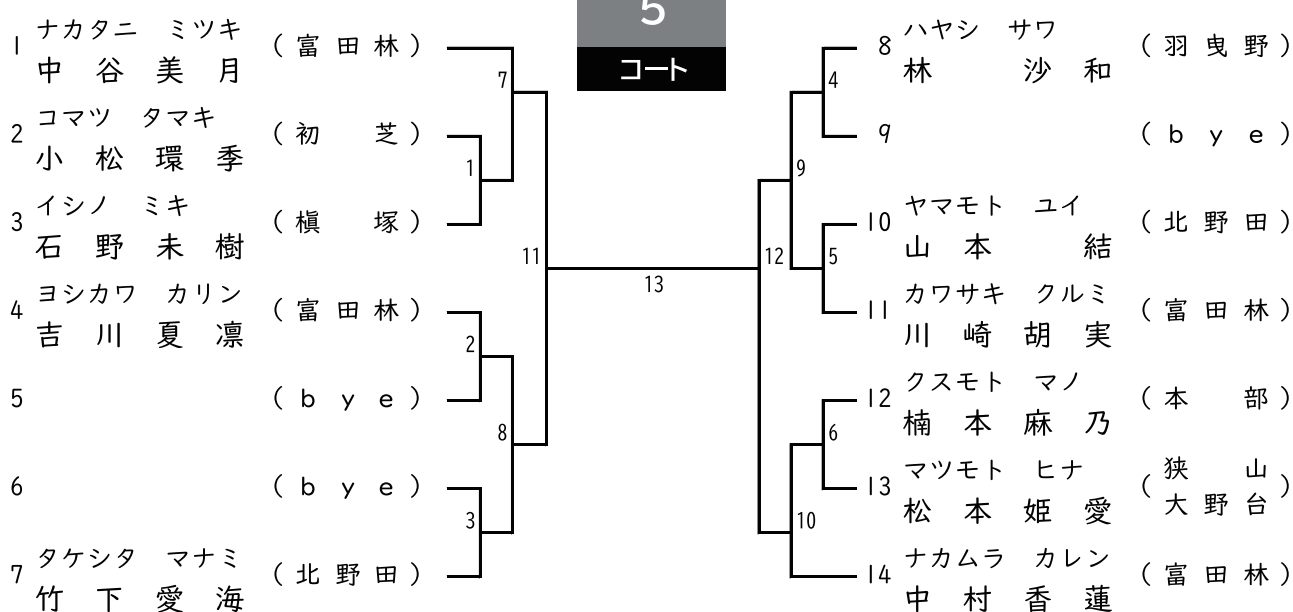 5
コート
1 ナカタニ ミツキ
中谷美月 (富田林)
2 コマツ タマキ
小松環季 (初芝)
3 イシノ ミキ
石野未樹 (槇塚)
4 ヨシカワ カリン
吉川夏凛 (富田林)
5 (bye)
6 (bye)
7 タケシタ マナミ
竹下愛海 (北野田)
7
1
11
2
8
3
13
4
9
12
5
6
10
8 ハヤシ サワ
林 沙和 (羽曳野)
9 (bye)
10 ヤマモト ユイ
山本 結 (北野田)
11 カワサキ クルミ
川崎胡実 (富田林)
12 クスモト マノ
楠本麻乃 (本部)
13 マツモト ヒナ
松本姫愛 (狭山大野台)
14 ナカムラ カレン
中村香蓮 (富田林)